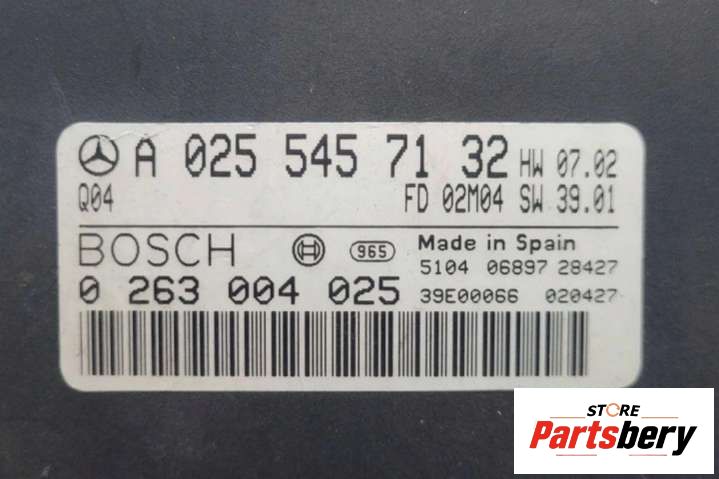 A 025 545 71 32 HW 07.02
Q04 FD 02M04 SW 39.01
BOSCH 965 Made in Spain
5104 06897 28427
0 263 004 025 39E00066 020427
STORE
Partsbery